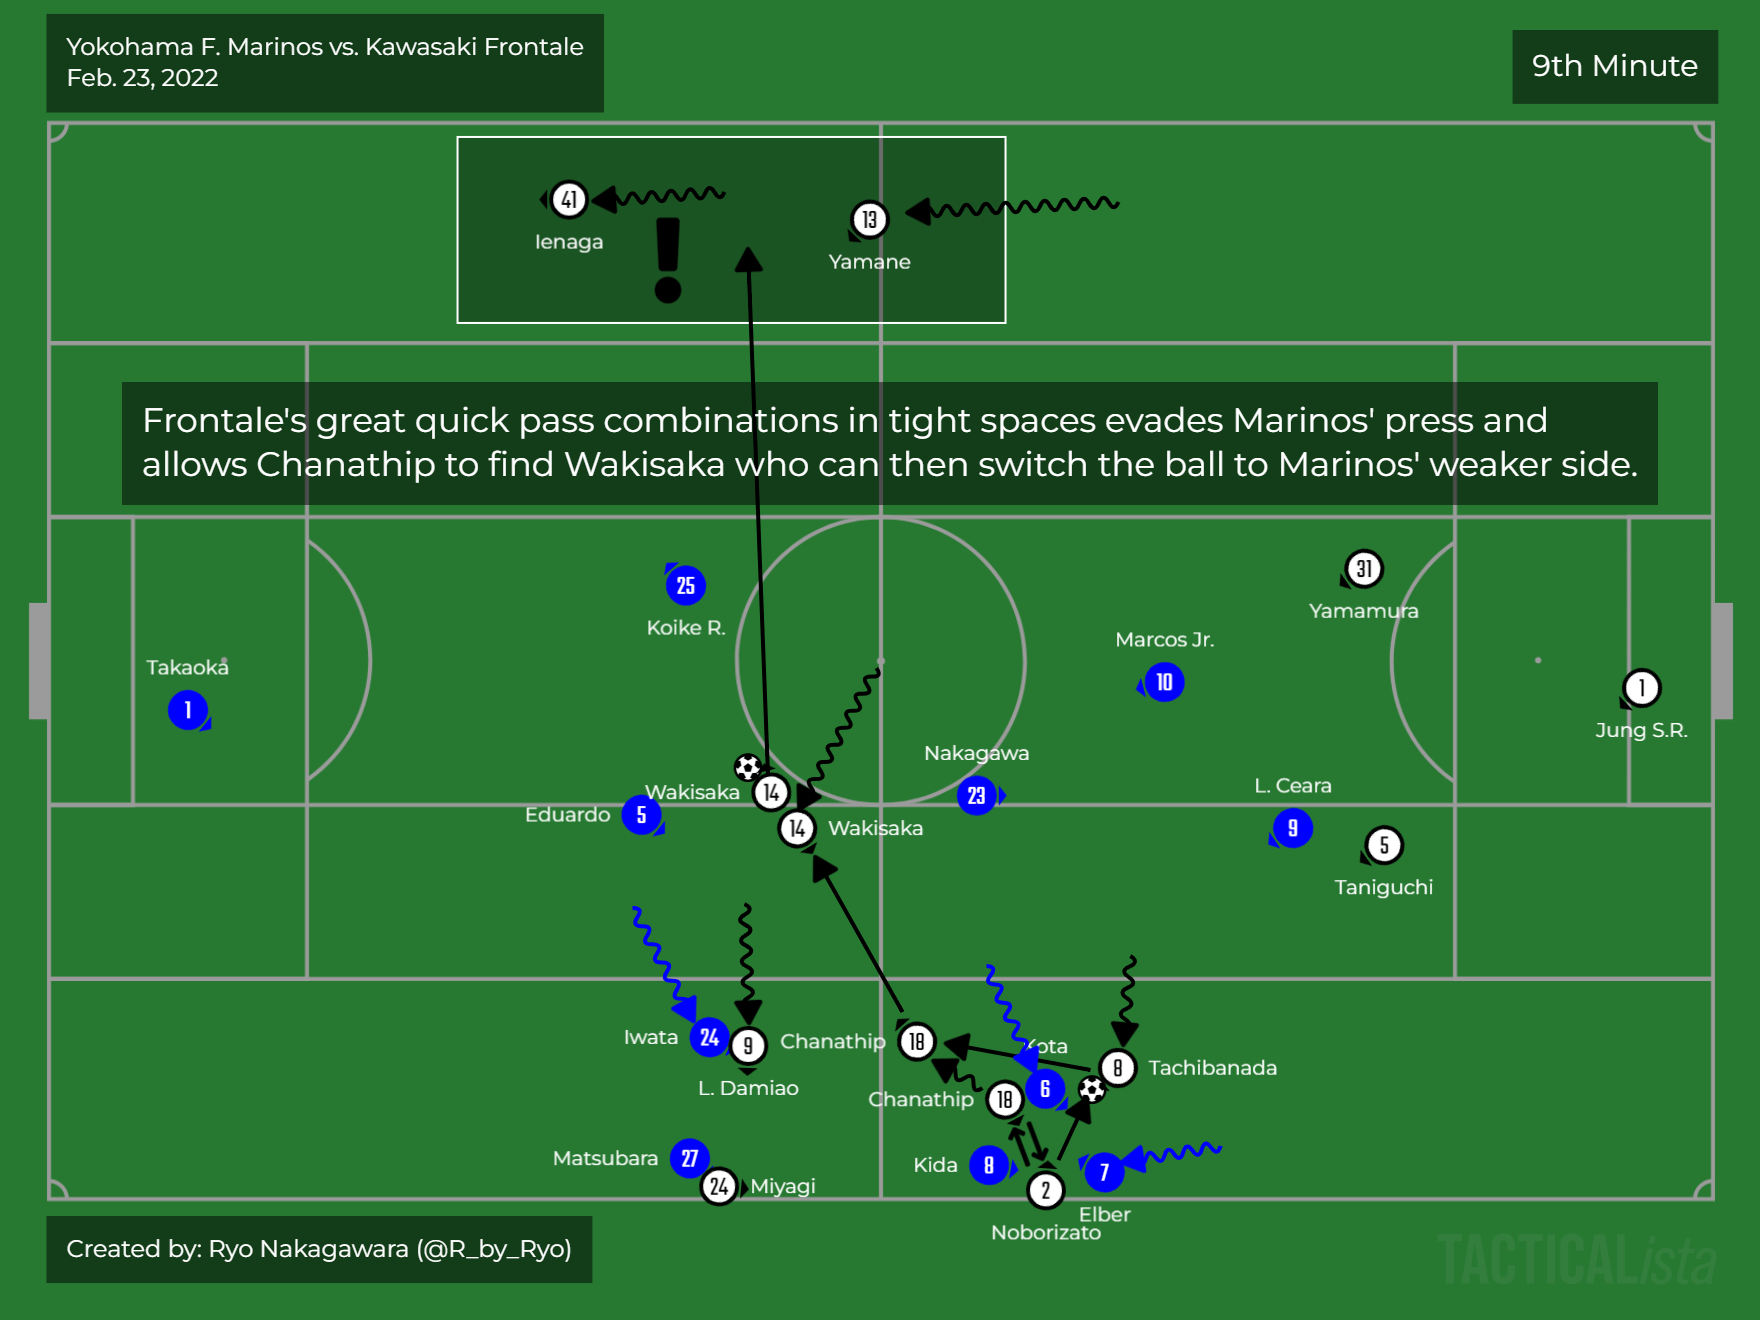 Yokohama F. Marinos vs. Kawasaki Frontale
Feb. 23, 2022
9th Minute
41
Ienaga
13
Yamane
Frontale's great quick pass combinations in tight spaces evades Marinos' press and
allows Chanathip to find Wakisaka who can then switch the ball to Marinos' weaker side.
25
Koike R.
31
Yamamura
Marcos Jr.
10
Takaoka
1
1
Jung S.R.
Nakagawa
23
Wakisaka
14
Eduardo
5
14
Wakisaka
L. Ceara
9
5
Taniguchi
Iwata
24
9
L. Damiao
Chanathip
18
Kota
6
8
Tachibanada
Chanathip
18
Matsubara
27
24
Miyagi
Kida
8
7
Elber
2
Noborizato
Created by: Ryo Nakagawara (@R_by_Ryo)
TACTICALista